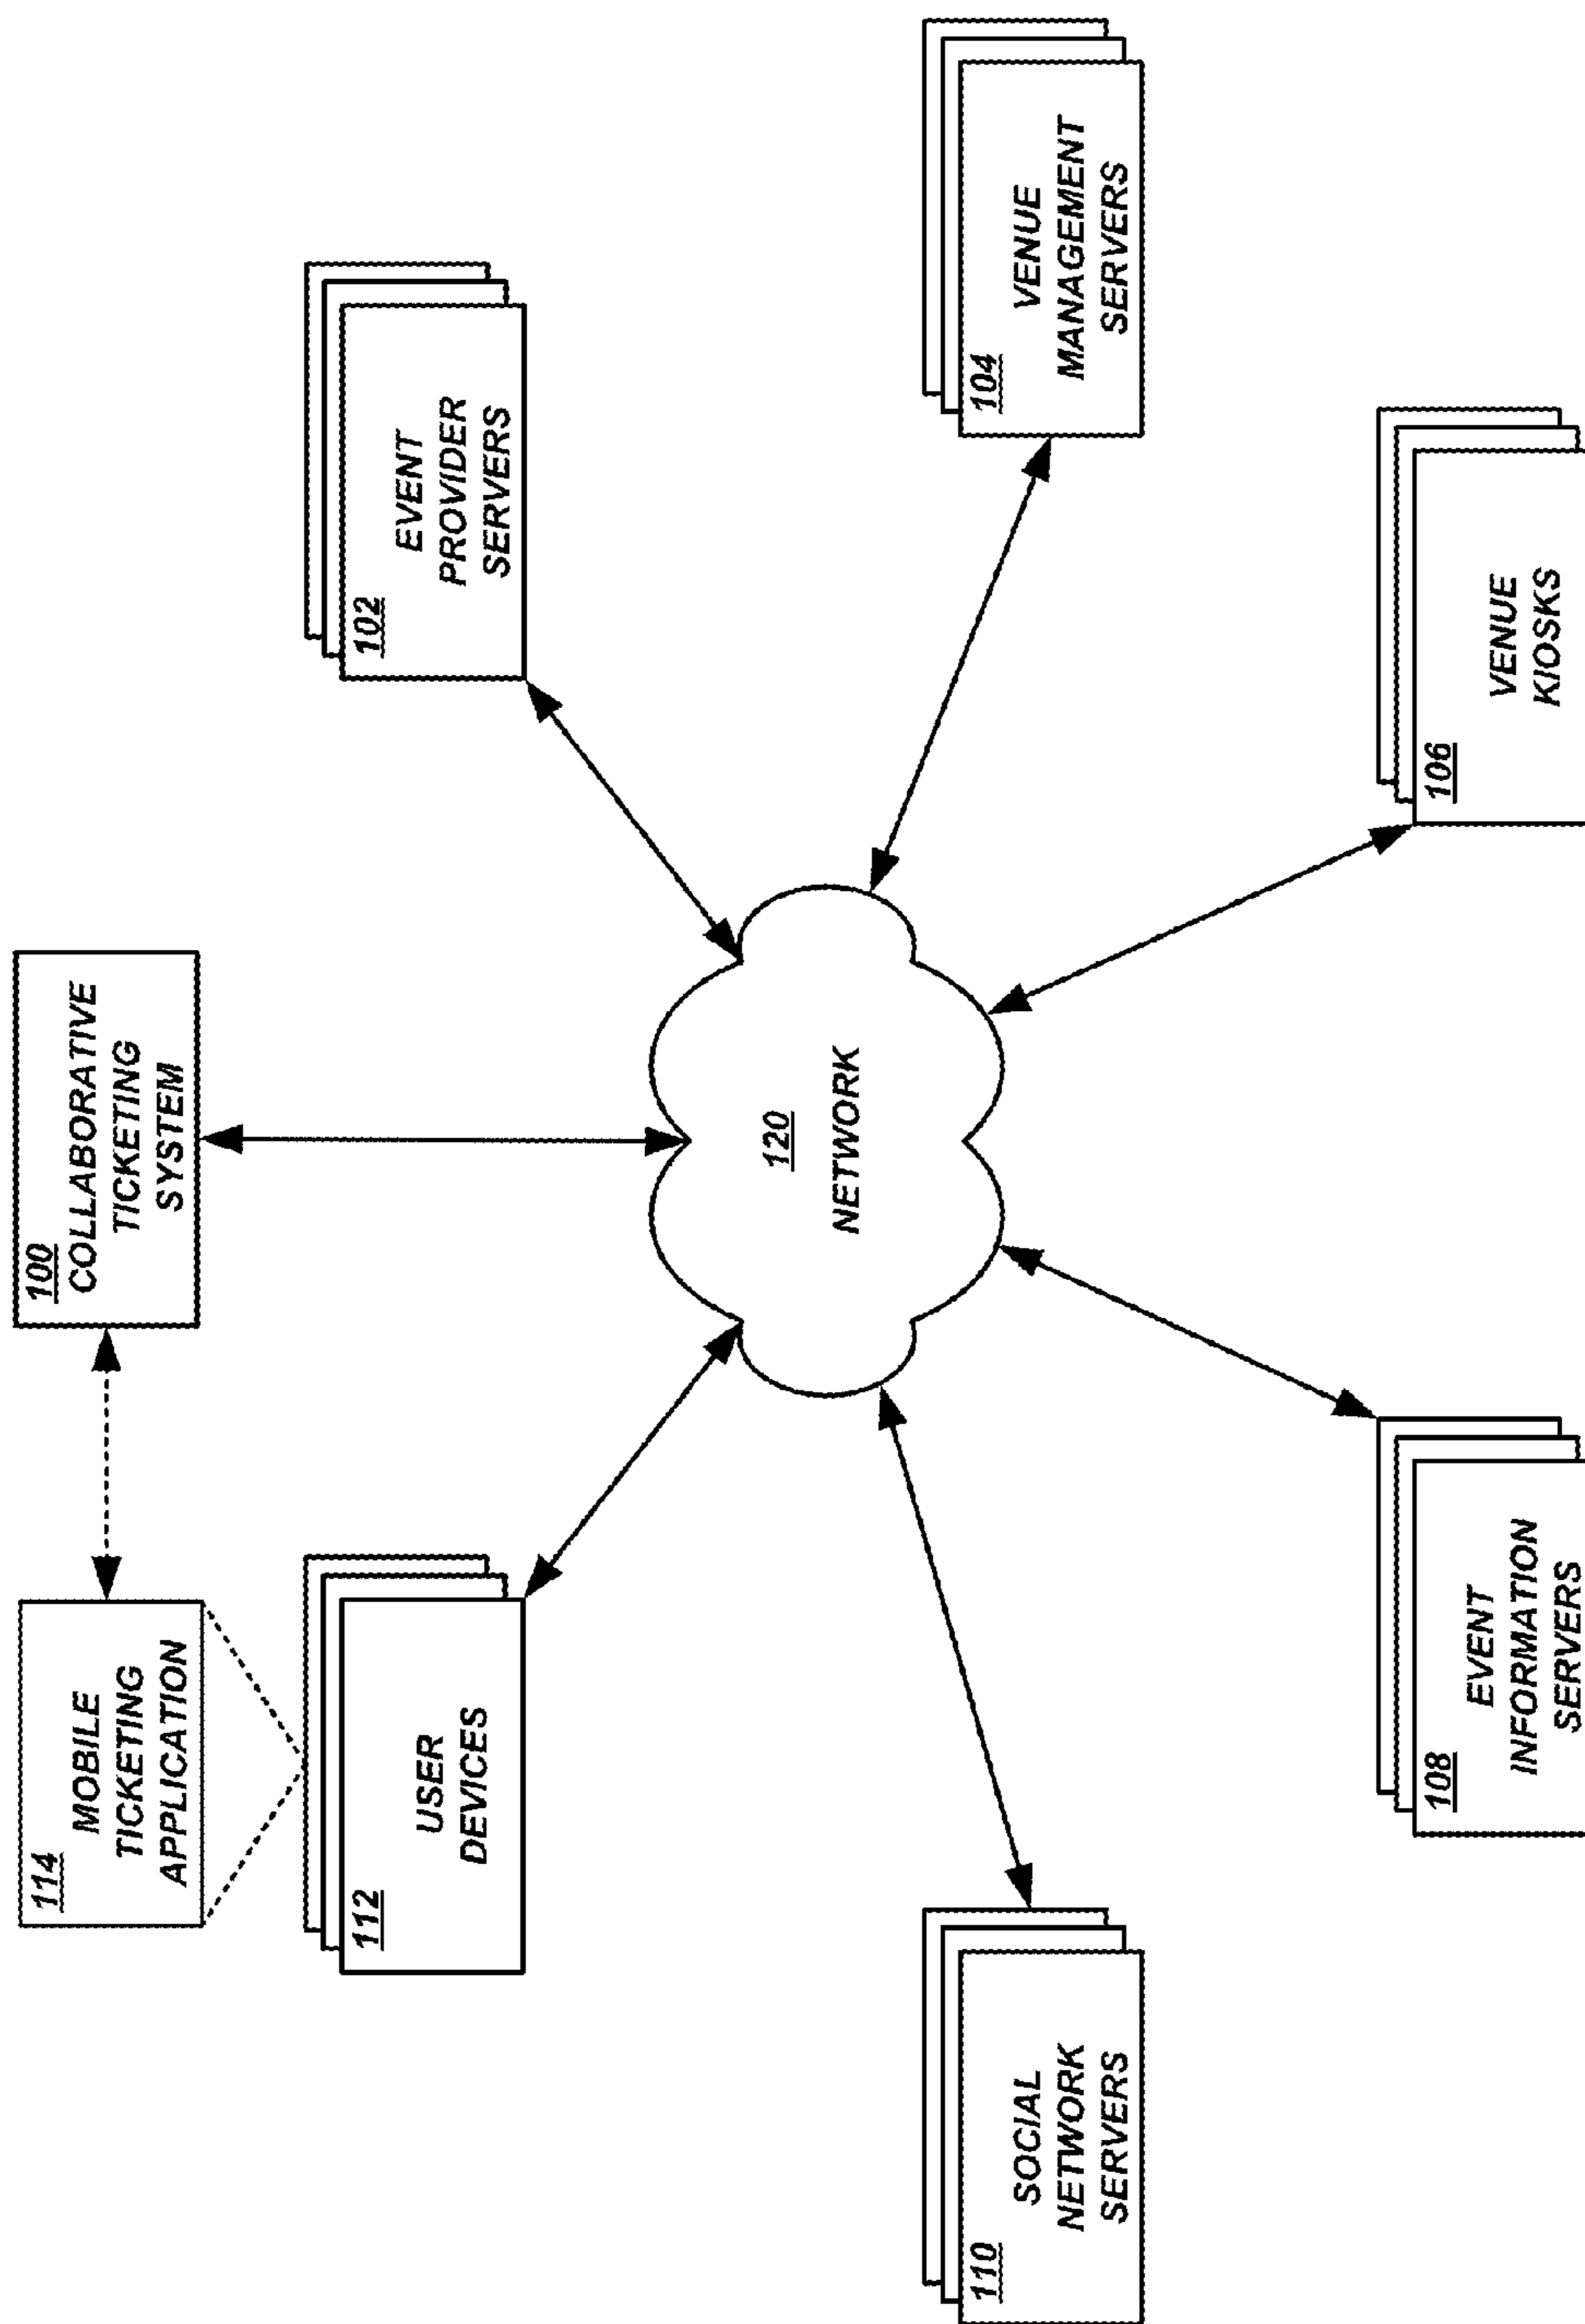 114
MOBILE
TICKETING
APPLICATION
100
COLLABORATIVE
TICKETING
SYSTEM
112
USER
DEVICES
102
EVENT
PROVIDER
SERVERS
120
NETWORK
110
SOCIAL
NETWORK
SERVERS
104
VENUE
MANAGEMENT
SERVERS
108
EVENT
INFORMATION
SERVERS
106
VENUE
KIOSKS